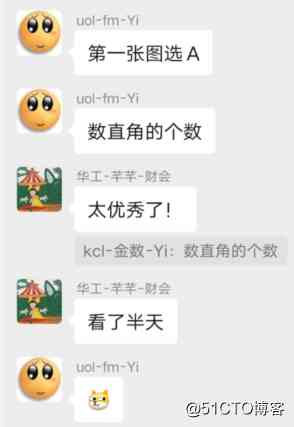 uol-fm-Yi
第一张图选A
uol-fm-Yi
数直角的个数
华工-芊芊-财会
太优秀了!
kcl-金数-Yi：数直角的个数
华工-芊芊-财会
看了半天
uol-fm-Yi
@51CTO博客